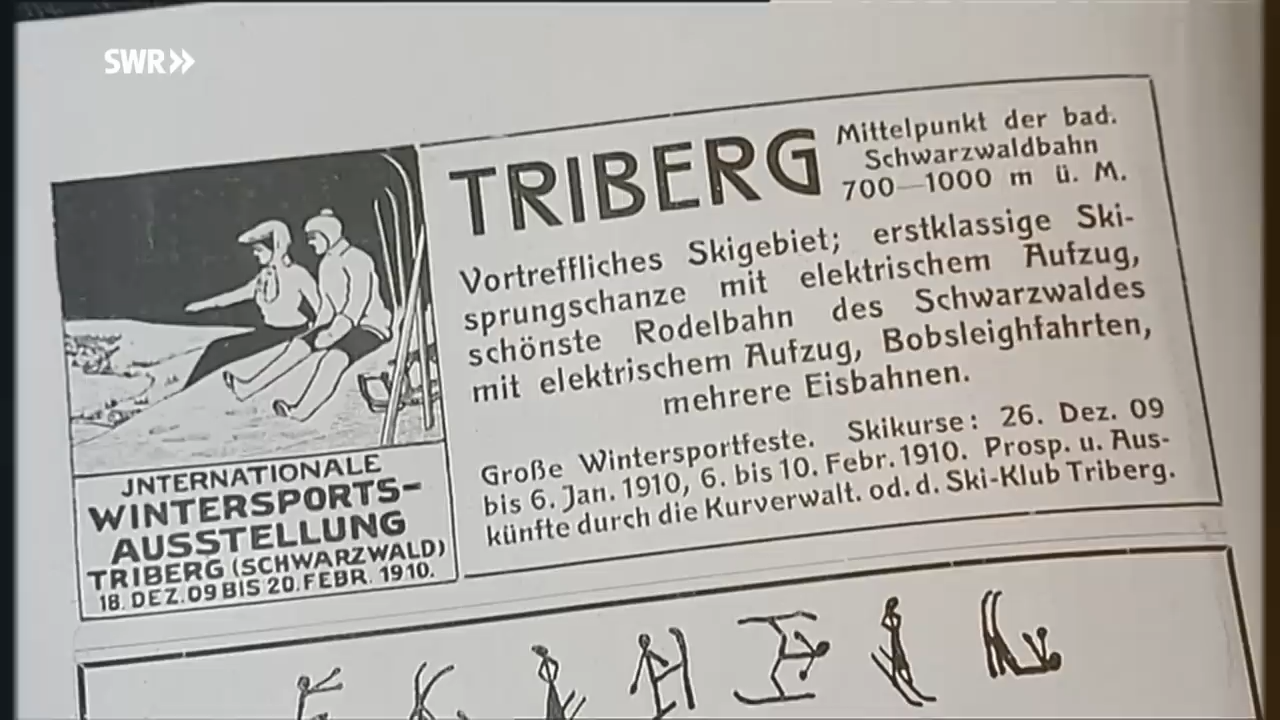 SWR»
TRIBERG
Mittelpunkt der bad.
Schwarzwaldbahn
700—1000 m ü. M.
Vortreffliches Skigebiet; erstklassige Ski-
sprungschanze mit elektrischem Aufzug,
schönste Rodelbahn des Schwarzwaldes
mit elektrischem Aufzug, Bobsleighfahrten,
mehrere Eisbahnen.
Große Wintersportfeste. Skikurse: 26. Dez. 09
bis 6. Jan. 1910, 6. bis 10. Febr. 1910. Prosp. u. Aus-
künfte durch die Kurverwalt. od. d. Ski-Klub Triberg.
JNTERNATIONALE
WINTERSPORTS-
AUSSTELLUNG
TRIBERG (SCHWARZWALD)
18. DEZ. 09 BIS 20. FEBR. 1910.